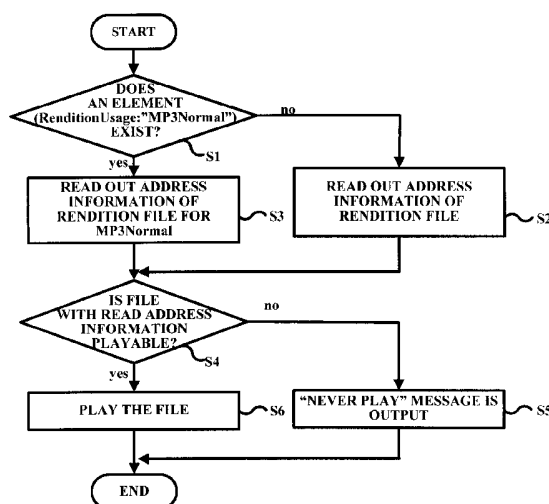 START
DOES
AN ELEMENT
(RenditionUsage:"MP3Normal")
EXIST?
no
yes
S1
READ OUT ADDRESS
INFORMATION OF
RENDITION FILE FOR
MP3Normal
S3
READ OUT ADDRESS
INFORMATION OF
RENDITION FILE
S2
IS FILE
WITH READ ADDRESS
INFORMATION
PLAYABLE?
no
yes
S4
PLAY THE FILE
S6
"NEVER PLAY" MESSAGE IS
OUTPUT
S5
END